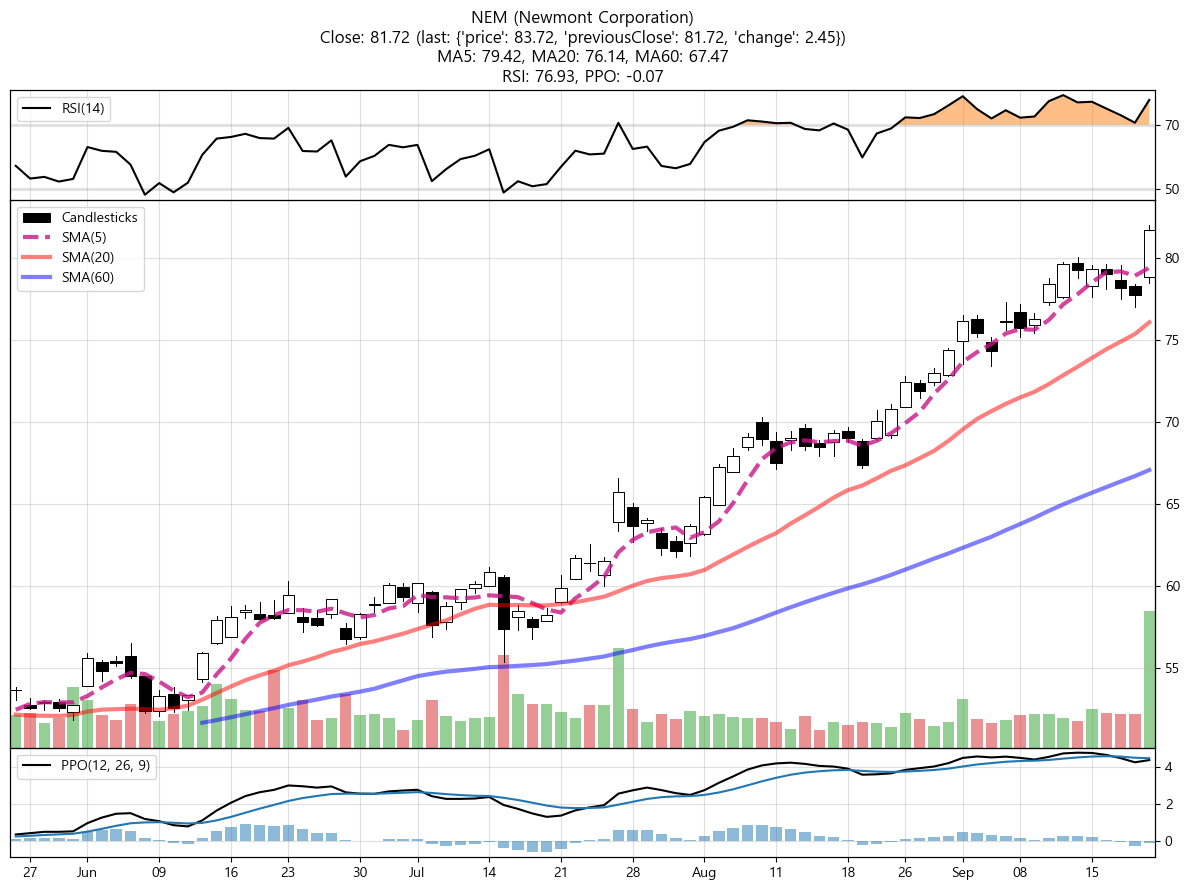 NEM (Newmont Corporation)
Close: 81.72 (last: {'price': 83.72, 'previousClose': 81.72, 'change': 2.45})
MA5: 79.42, MA20: 76.14, MA60: 67.47
RSI: 76.93, PPO: -0.07
RSI(14)
70
50
Candlesticks
SMA(5)
SMA(20)
SMA(60)
80
75
70
65
60
55
PPO(12, 26, 9)
4
2
0
27 Jun 09 16 23 30 Jul 14 21 28 Aug 11 18 26 Sep 08 15